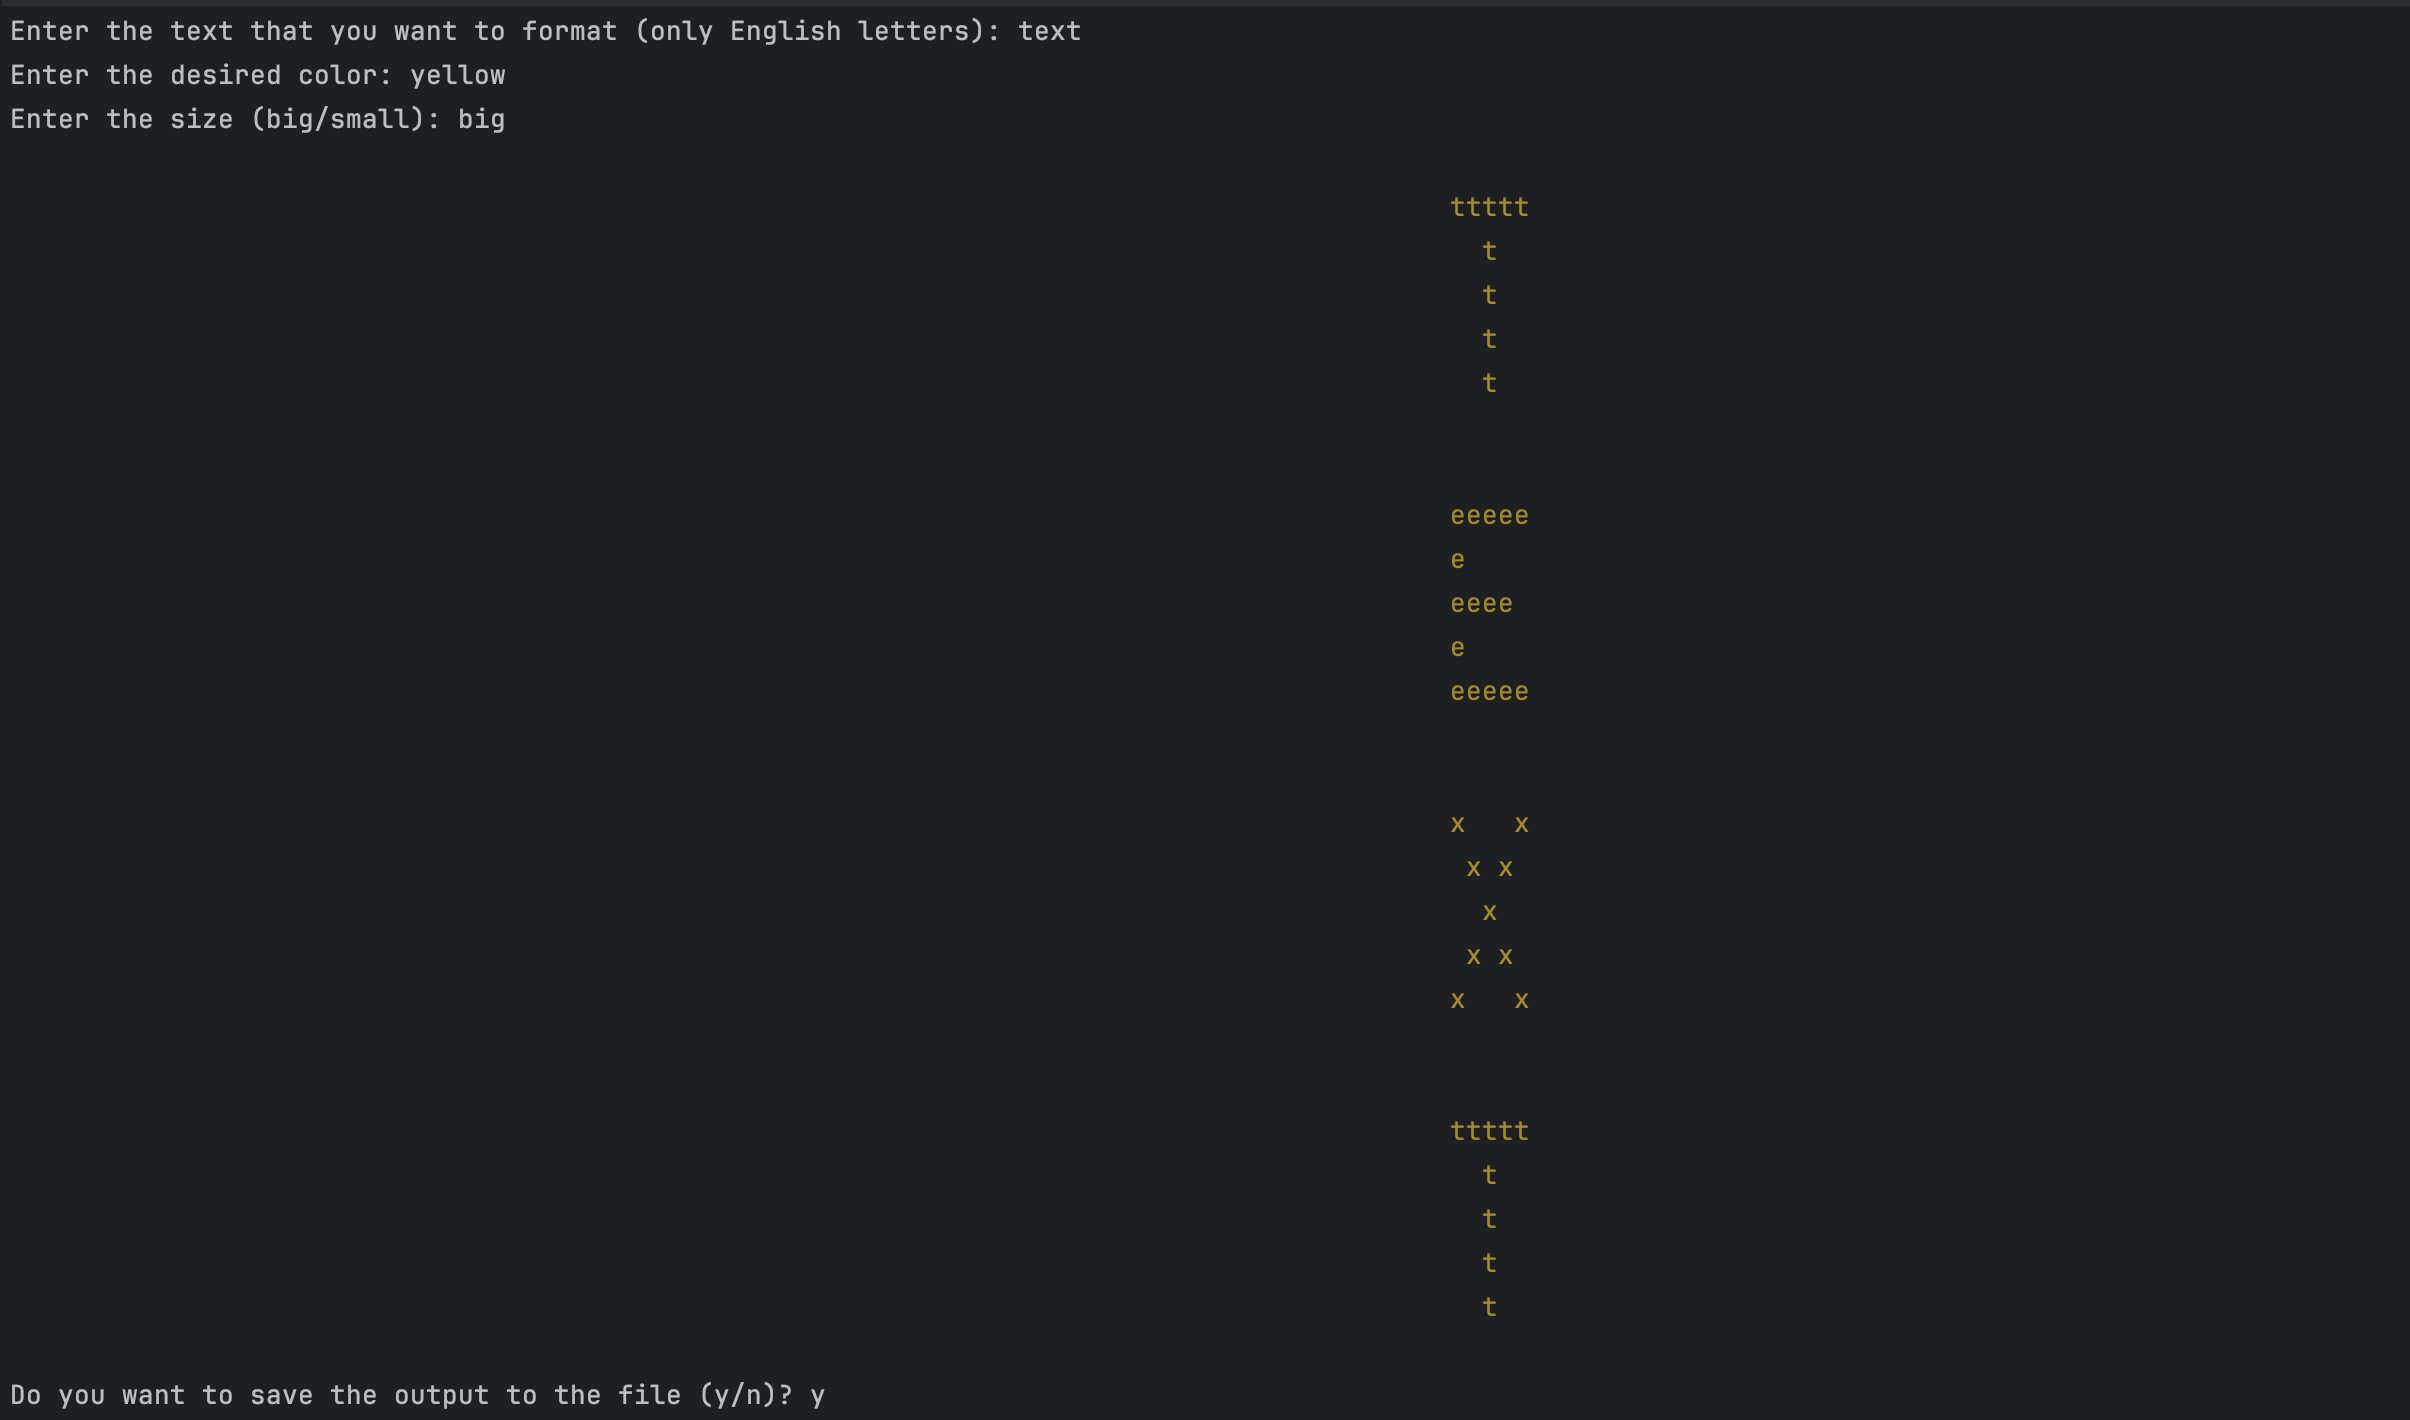 Enter the text that you want to format (only English letters): text
Enter the desired color: yellow
Enter the size (big/small): big
ttttt
  t
  t
  t
  t
eeeee
e
eeee
e
eeeee
x   x
 x x
  x
 x x
x   x
ttttt
  t
  t
  t
  t
Do you want to save the output to the file (y/n)? y